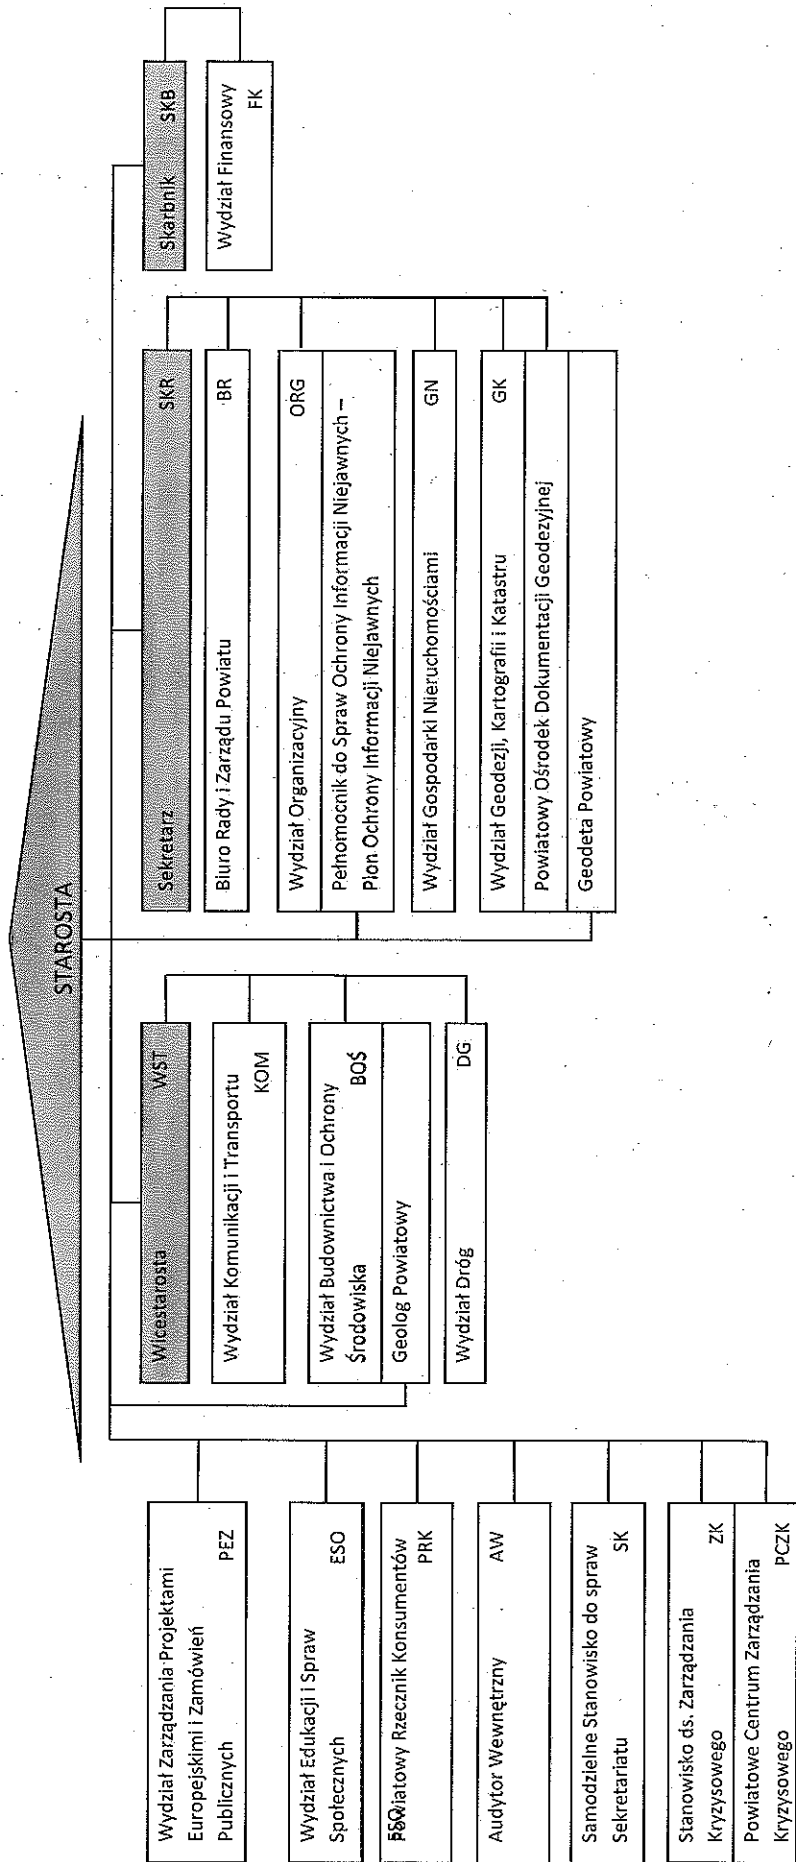 STAROSTA
Wydział Zarządzania Projektami
Europejskimi i Zamówień
Publicznych PEZ
Wydział Edukacji i Spraw
Społecznych ESO
ESO
Powiatowy Rzecznik Konsumentów
PRK
Audytor Wewnętrzny AW
Samodzielne Stanowisko do spraw
Sekretariatu SK
Stanowisko ds. Zarządzania
Kryzysowego ZK
Powiatowe Centrum Zarządzania
Kryzysowego PCZK
Wicestarosta WST
Wydział Komunikacji i Transportu
KOM
Wydział Budownictwa i Ochrony
Środowiska BOŚ
Geolog Powiatowy
Wydział Dróg DG
Sekretarz SKR
Biuro Rady i Zarządu Powiatu BR
Wydział Organizacyjny ORG
Pełnomocnik do Spraw Ochrony Informacji Niejawnych –
Pion Ochrony Informacji Niejawnych
Wydział Gospodarki Nieruchomościami GN
Wydział Geodezji, Kartografii i Katastru GK
Powiatowy Ośrodek Dokumentacji Geodezyjnej
Geodeta Powiatowy
Skarbnik SKB
Wydział Finansowy
FK